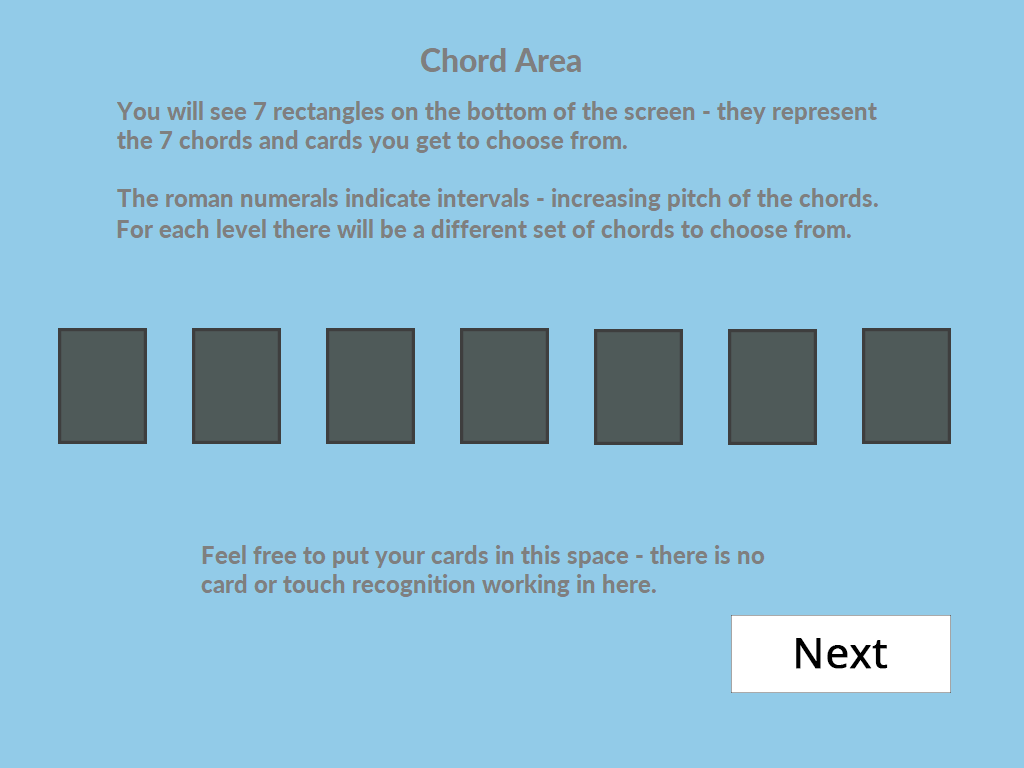 Chord Area
You will see 7 rectangles on the bottom of the screen - they represent
the 7 chords and cards you get to choose from.
The roman numerals indicate intervals - increasing pitch of the chords.
For each level there will be a different set of chords to choose from.
Feel free to put your cards in this space - there is no
card or touch recognition working in here.
Next